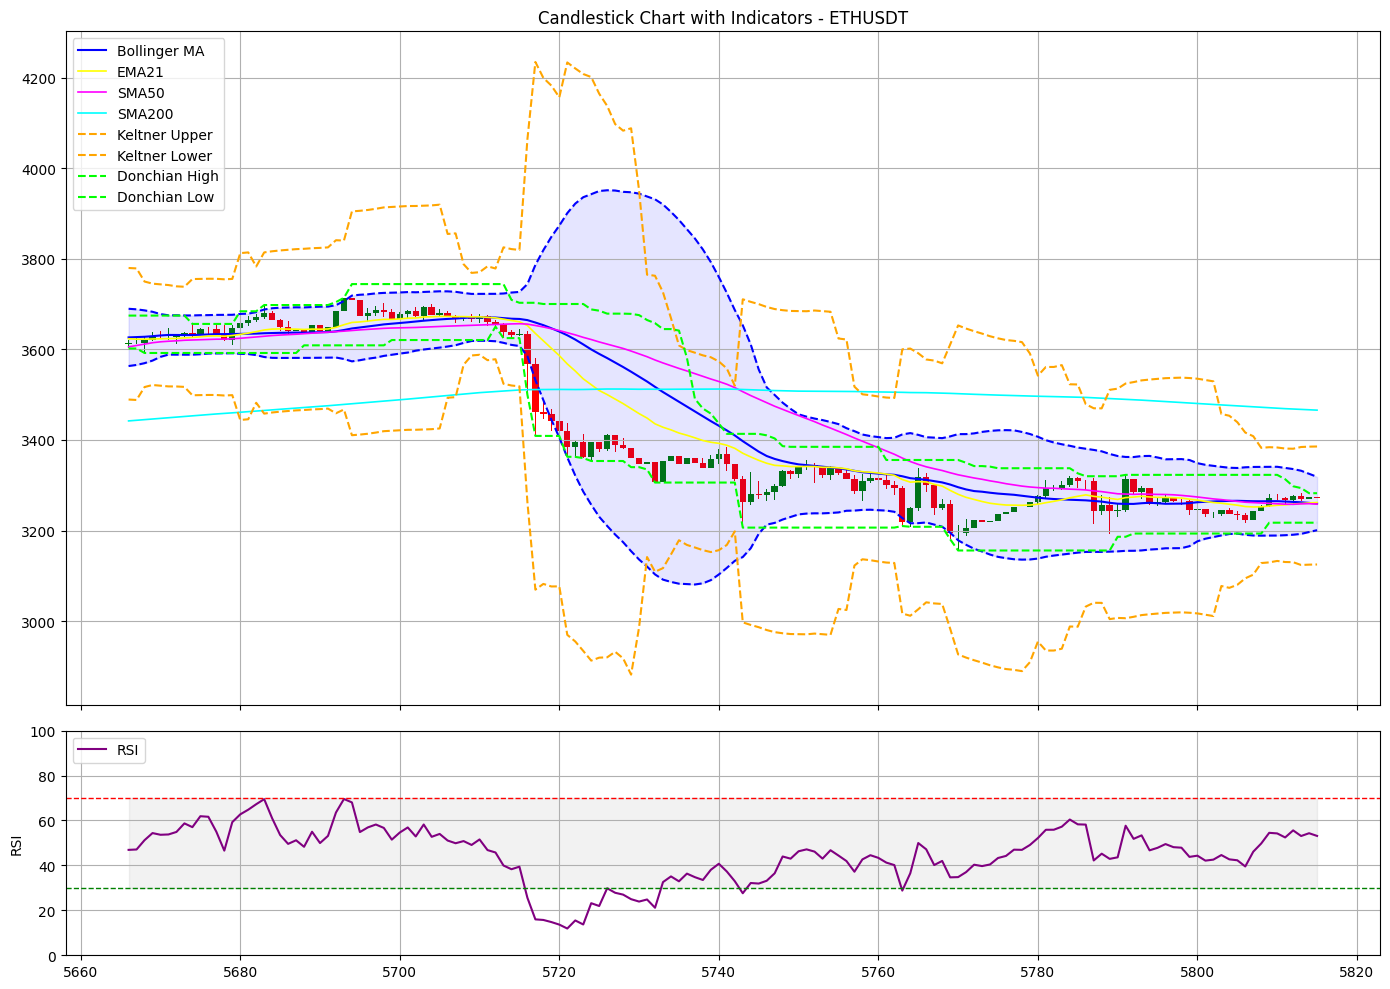 Candlestick Chart with Indicators - ETHUSDT
Bollinger MA
EMA21
SMA50
SMA200
Keltner Upper
Keltner Lower
Donchian High
Donchian Low
4200
4000
3800
3600
3400
3200
3000
RSI
100
80
60
40
20
0
RSI
5660 5680 5700 5720 5740 5760 5780 5800 5820